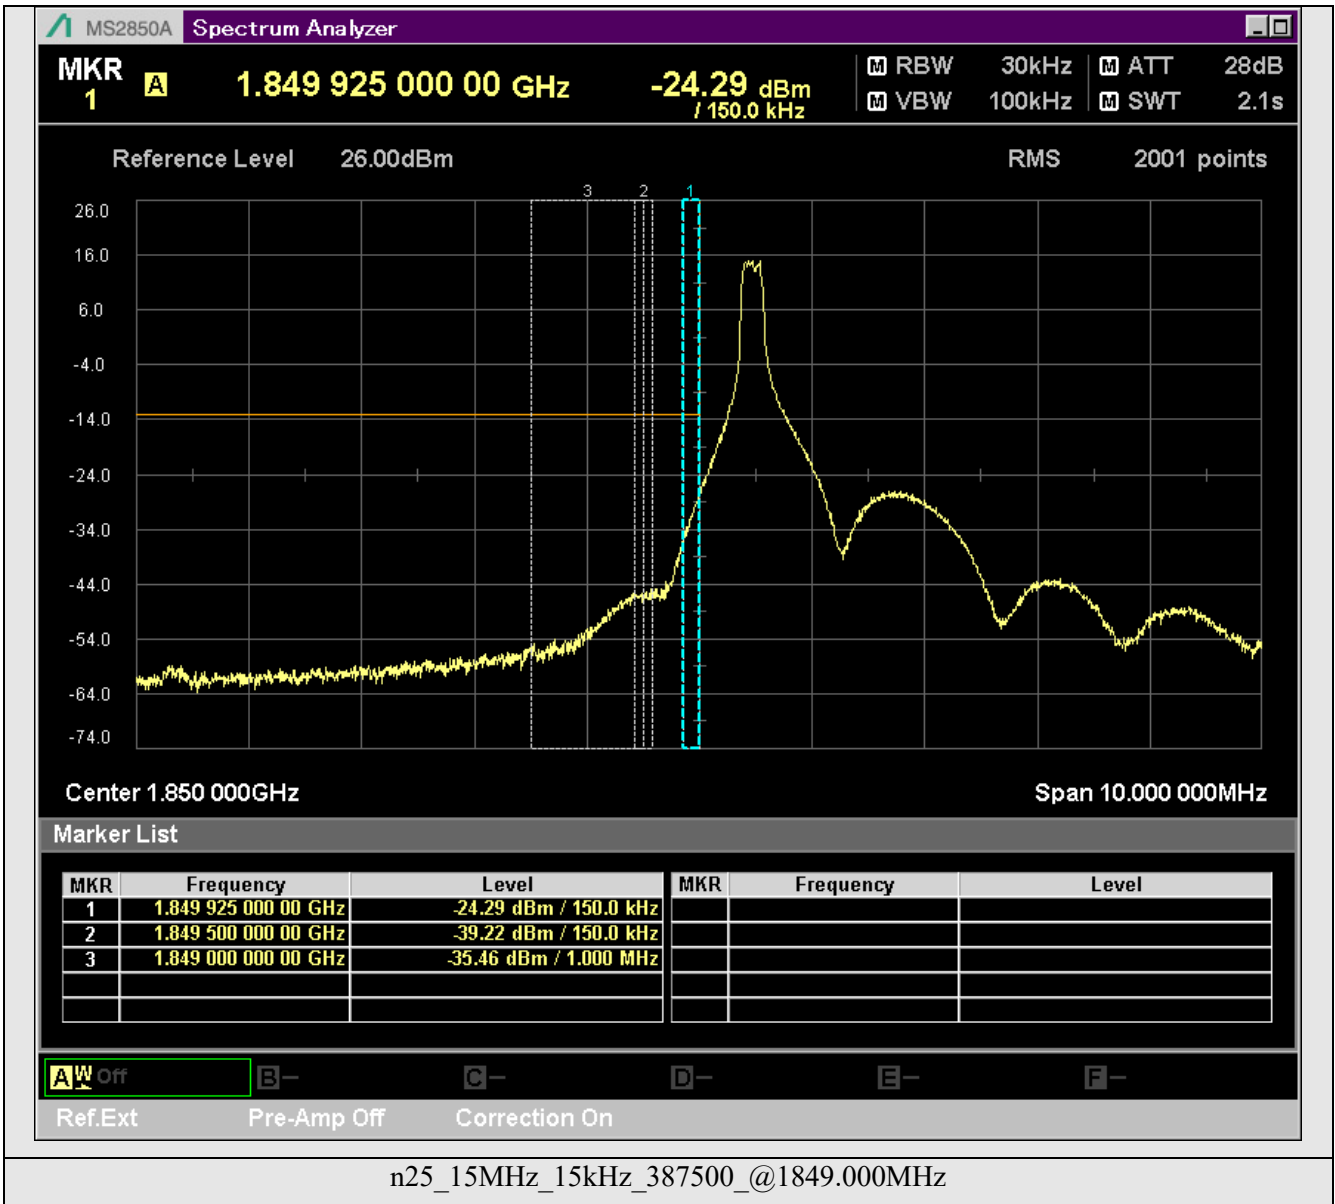 MS2850A Spectrum Analyzer
MKR 1 A 1.849 925 000 00 GHz -24.29 dBm / 150.0 kHz
M RBW 30kHz M ATT 28dB
M VBW 100kHz M SWT 2.1s
Reference Level 26.00dBm RMS 2001 points
3 2 1
26.0
16.0
6.0
-4.0
-14.0
-24.0
-34.0
-44.0
-54.0
-64.0
-74.0
Center 1.850 000GHz Span 10.000 000MHz
Marker List
MKR Frequency Level MKR Frequency Level
1 1.849 925 000 00 GHz -24.29 dBm / 150.0 kHz
2 1.849 500 000 00 GHz -39.22 dBm / 150.0 kHz
3 1.849 000 000 00 GHz -35.46 dBm / 1.000 MHz
A W Off B- C- D- E- F-
Ref.Ext Pre-Amp Off Correction On
n25_15MHz_15kHz_387500_@1849.000MHz